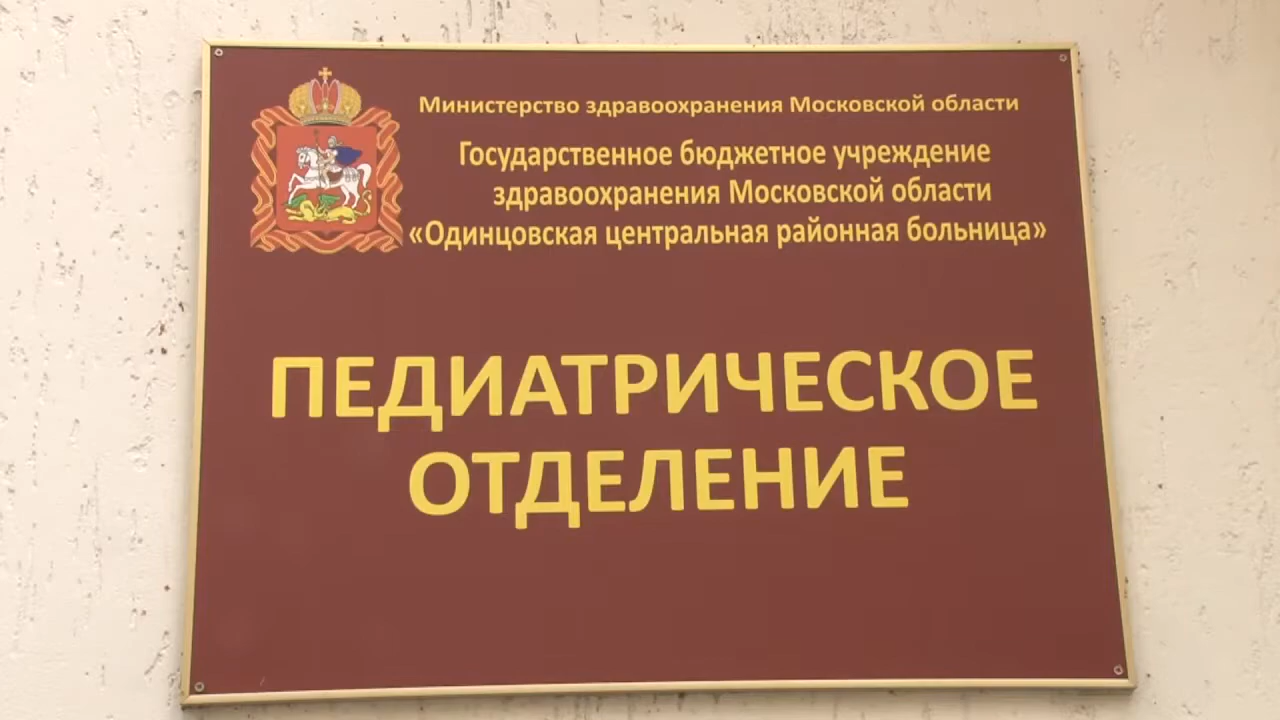 Министерство здравоохранения Московской области
Государственное бюджетное учреждение
здравоохранения Московской области
«Одинцовская центральная районная больница»
ПЕДИАТРИЧЕСКОЕ
ОТДЕЛЕНИЕ